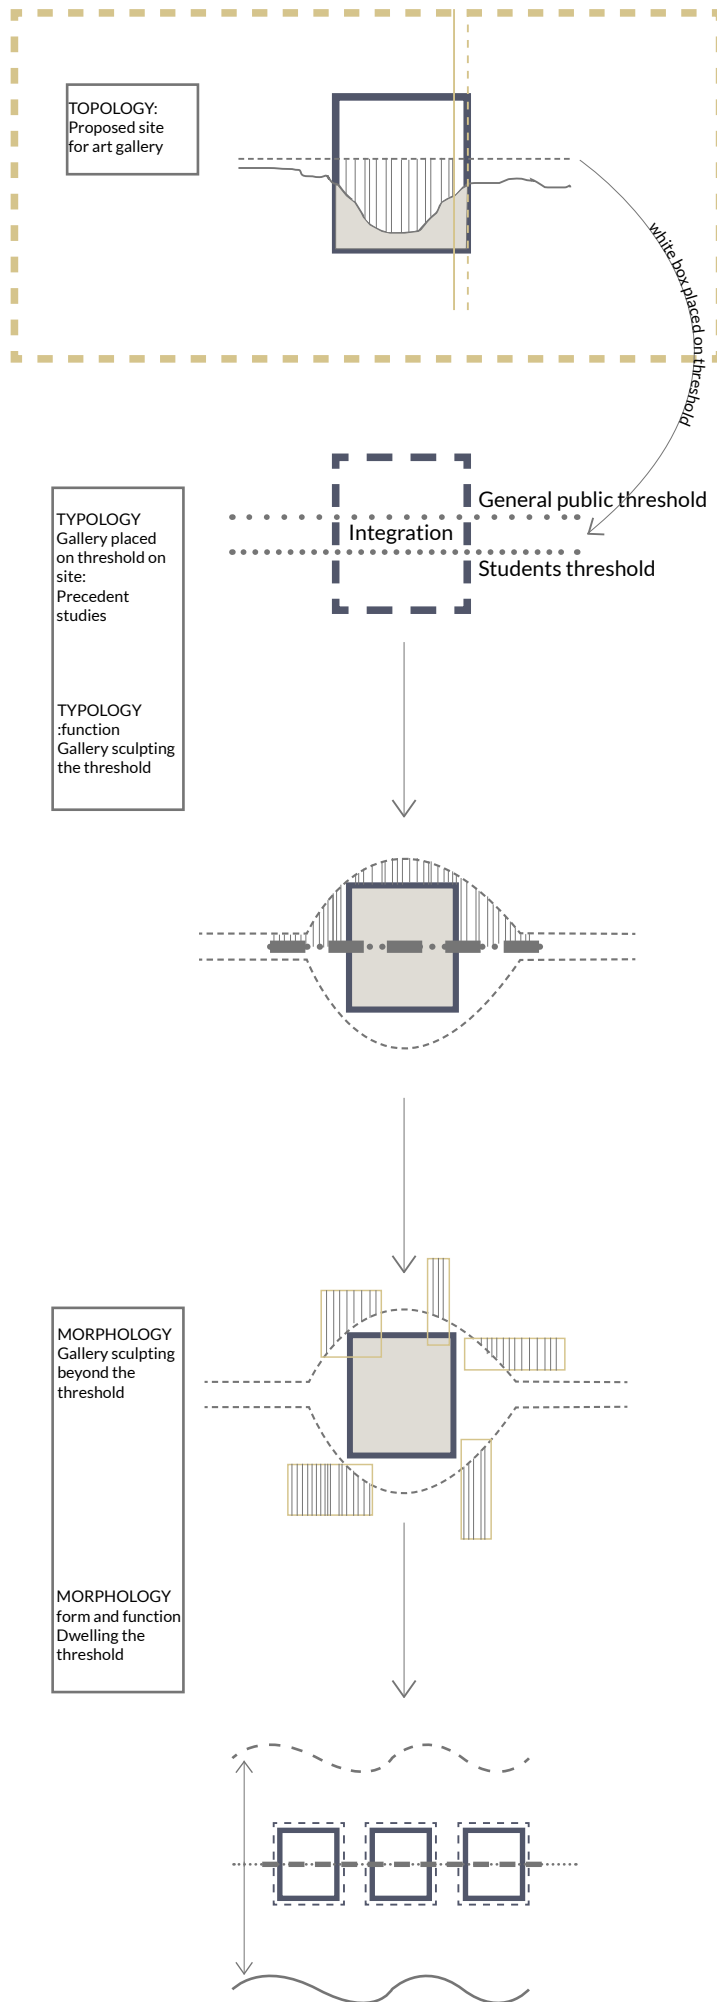 TOPOLOGY:
Proposed site
for art gallery
white box placed on threshold
General public threshold
Integration
Students threshold
TYPOLOGY
Gallery placed
on threshold on
site:
Precedent
studies
TYPOLOGY
:function
Gallery sculpting
the threshold
MORPHOLOGY
Gallery sculpting
beyond the
threshold
MORPHOLOGY
form and function
Dwelling the
threshold